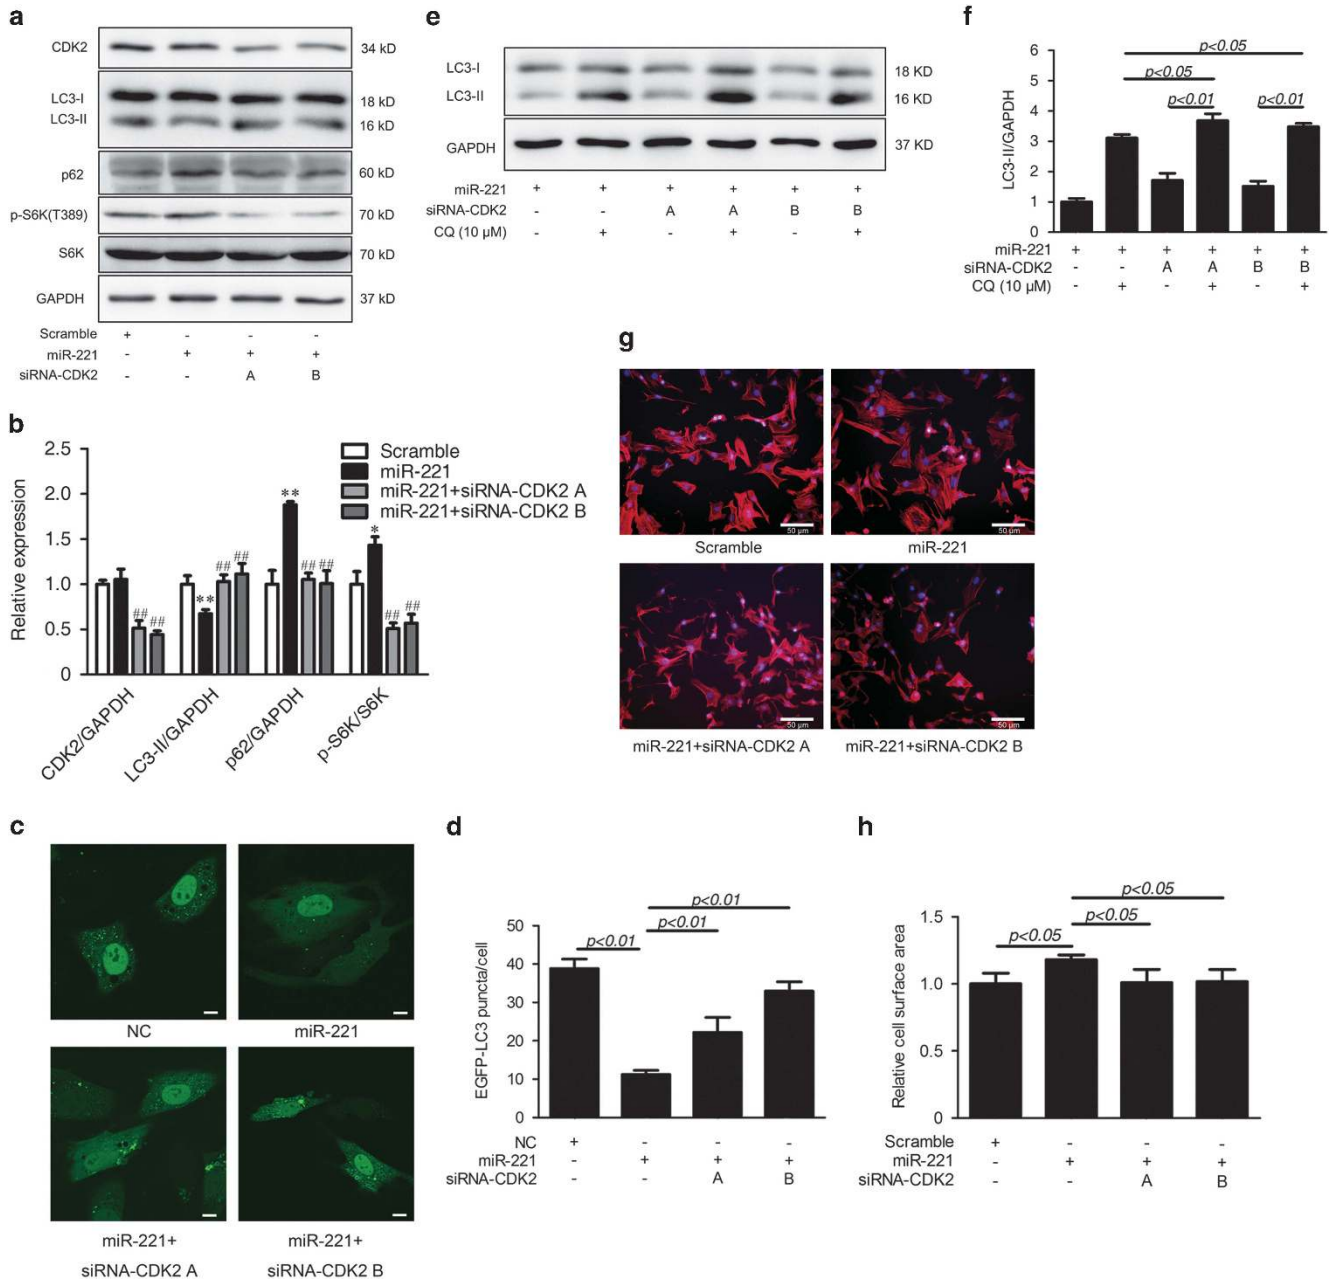 a
CDK2
34 kD
LC3-I
18 kD
LC3-II
16 kD
p62
60 kD
p-S6K(T389)
70 kD
S6K
70 kD
GAPDH
37 kD
Scramble + - - -
miR-221 - + + +
siRNA-CDK2 - - A B
e
LC3-I
18 KD
LC3-II
16 KD
GAPDH
37 KD
miR-221 + + + + + +
siRNA-CDK2 - - A A B B
CQ (10 µM) - + - + - +
f
LC3-II/GAPDH
6
5
4
3
2
1
0
p<0.05
p<0.05
p<0.01 p<0.01
miR-221 + + + + + +
siRNA-CDK2 - - A A B B
CQ (10 µM) - + - + - +
b
Relative expression
2.5
2.0
1.5
1.0
0.5
0
Scramble
miR-221
miR-221+siRNA-CDK2 A
miR-221+siRNA-CDK2 B
## ##
** ## ##
** ## ##
* ## ##
CDK2/GAPDH
LC3-II/GAPDH
p62/GAPDH
p-S6K/S6K
g
50 µm
50 µm
Scramble
miR-221
50 µm
50 µm
miR-221+siRNA-CDK2 A
miR-221+siRNA-CDK2 B
c
NC
miR-221
miR-221+
siRNA-CDK2 A
miR-221+
siRNA-CDK2 B
d
EGFP-LC3 puncta/cell
50
40
30
20
10
0
p<0.01
p<0.01
p<0.01
NC + - - -
miR-221 - + + +
siRNA-CDK2 - - A B
h
Relative cell surface area
1.5
1.0
0.5
0
p<0.05
p<0.05
p<0.05
Scramble + - - -
miR-221 - + + +
siRNA-CDK2 - - A B